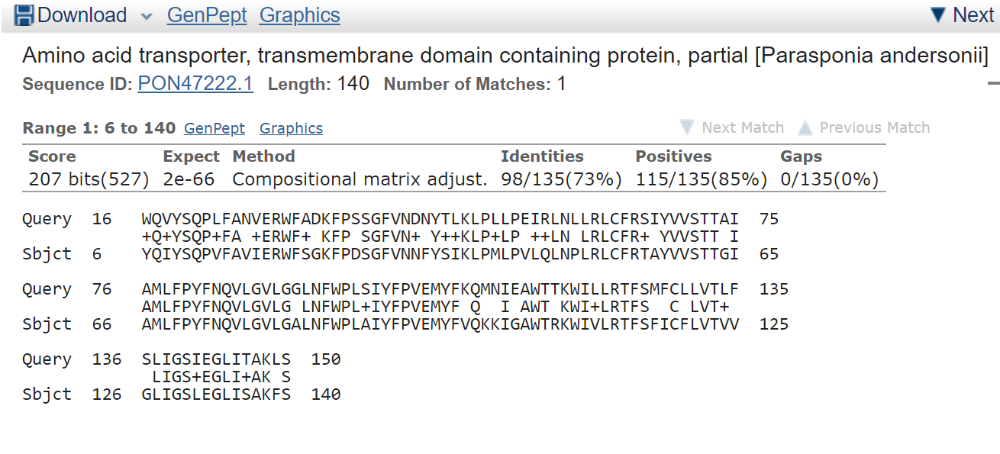 Download GenPept Graphics Next
Amino acid transporter, transmembrane domain containing protein, partial [Parasponia andersonii]
Sequence ID: PON47222.1 Length: 140 Number of Matches: 1
Range 1: 6 to 140 GenPept Graphics Next Match Previous Match
Score Expect Method Identities Positives Gaps
207 bits(527) 2e-66 Compositional matrix adjust. 98/135(73%) 115/135(85%) 0/135(0%)
Query 16 WQVYSQPLFANVERWFADKFPSSGFVNDNYTLKLPLLPEIRLNLLRLCFRSIYVVSTTAI 75
+Q+YSQP+FA +ERWF+ KFP SGFVN+ Y++KLP+LP ++LN LRLCFR+ YVVSTT I
Sbjct 6 YQIYSQPVFAVIERWFSGKFPDSGFVNNFYSIKLPMLPVLQLNPLRLCFRTAYVVSTTGI 65
Query 76 AMLFPYFNQVLGVLGGLNFWPLSIYFPVEMYFKQMNIEAWTTKWILLRTFSMFCLLVTLF 135
AMLFPYFNQVLGVLG LNFWPL+IYFPVEMYF Q   I AWT KWI+LRTFS  C LVT+
Sbjct 66 AMLFPYFNQVLGVLGALNFWPLAIYFPVEMYFVQKKIGAWTRKWIVLRTFSFICFLVTVV 125
Query 136 SLIGSIEGLITAKLS 150
LIGS+EGLI+AK S
Sbjct 126 GLIGSLEGLISAKFS 140